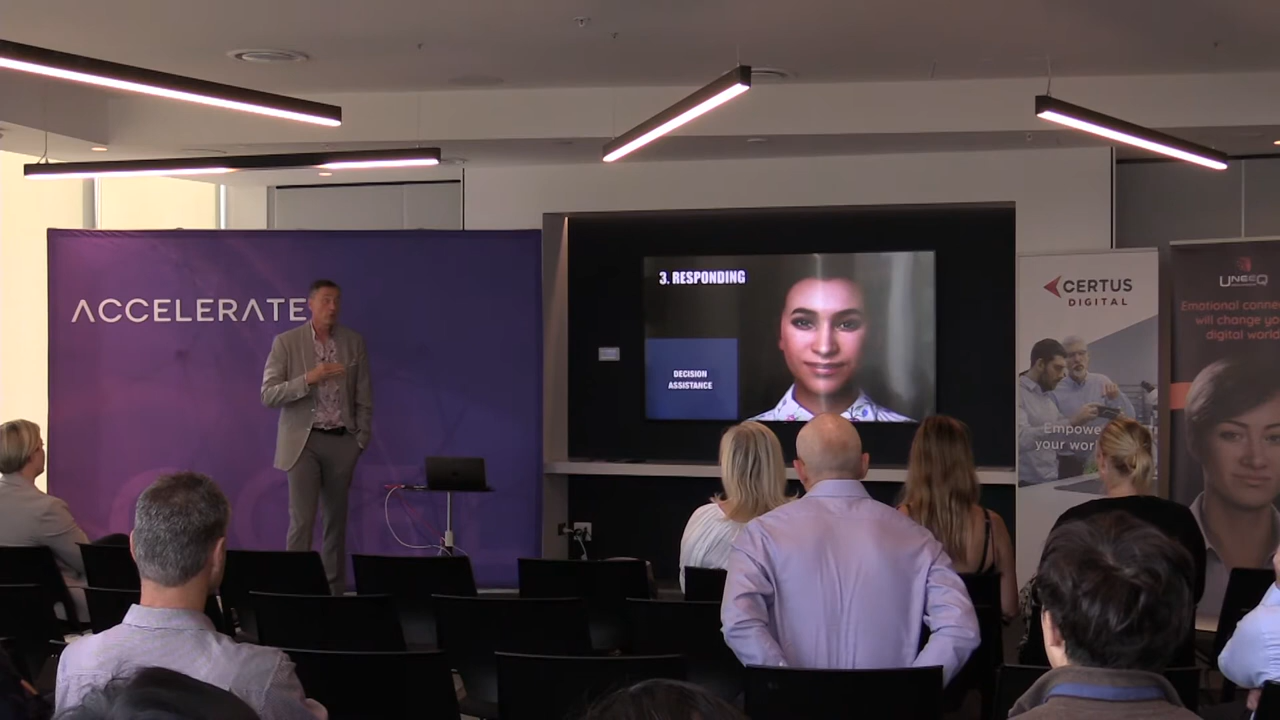 ACCELERATE
3. RESPONDING
DECISION
ASSISTANCE
CERTUS
DIGITAL
Empowe
your worl
UNEEQ
Emotional conne
will change yo
digital world